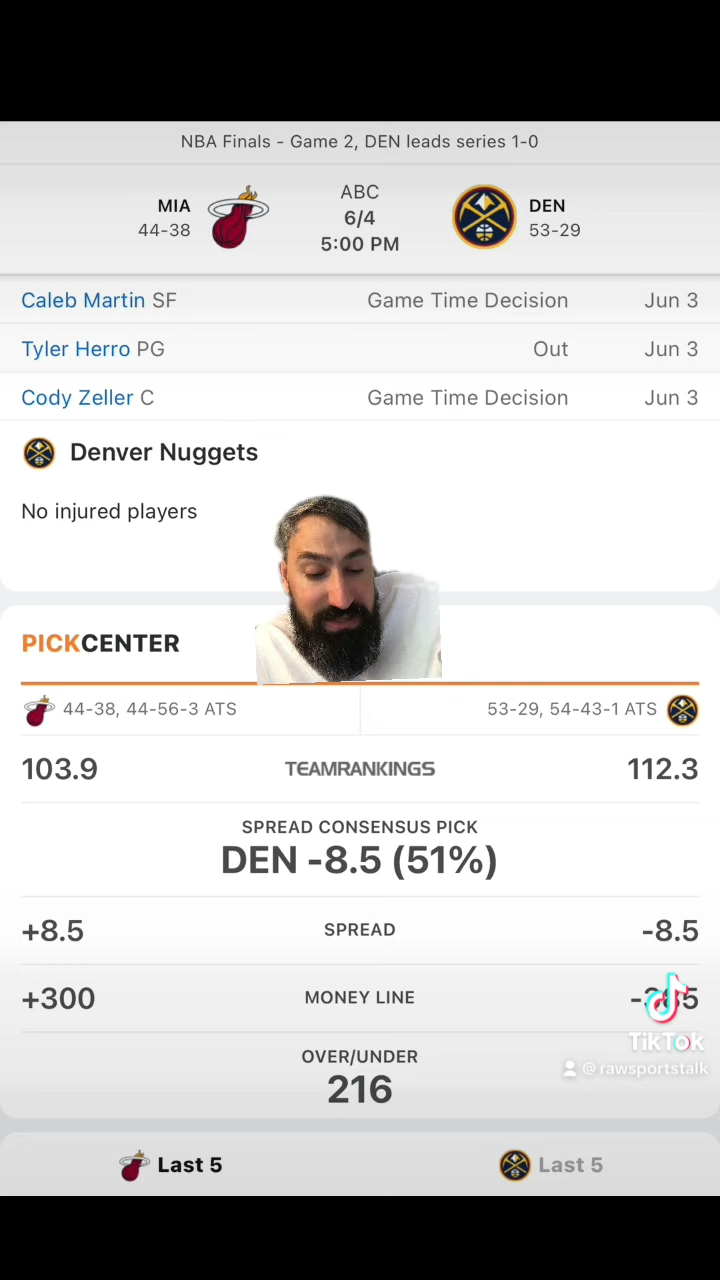 NBA Finals - Game 2, DEN leads series 1-0
MIA
44-38
ABC
6/4
5:00 PM
DEN
53-29
Caleb Martin SF Game Time Decision Jun 3
Tyler Herro PG Out Jun 3
Cody Zeller C Game Time Decision Jun 3
Denver Nuggets
No injured players
PICKCENTER
44-38, 44-56-3 ATS 53-29, 54-43-1 ATS
103.9 TEAMRANKINGS 112.3
SPREAD CONSENSUS PICK
DEN -8.5 (51%)
+8.5 SPREAD -8.5
+300 MONEY LINE
TikTok
OVER/UNDER
@rawsportstalk
216
Last 5 Last 5